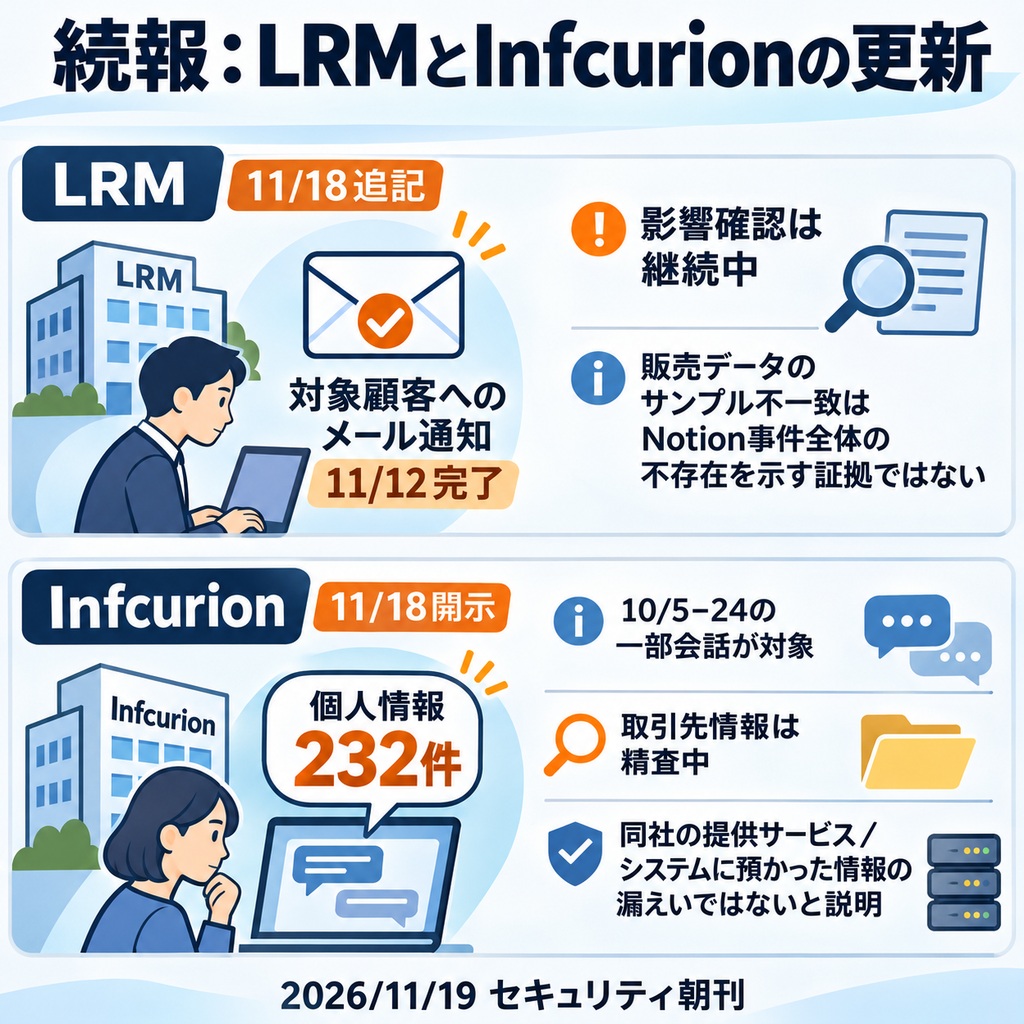 続報：LRMとInfcurionの更新
LRM
11/18追記
LRM
対象顧客への
メール通知
11/12完了
影響確認は
継続中
販売データの
サンプル不一致は
Notion事件全体の
不存在を示す証拠ではない
Infcurion
11/18開示
Infcurion
個人情報
232件
10/5–24の
一部会話が対象
取引先情報は
精査中
同社の提供サービス/
システムに預かった情報の
漏えいではないと説明
2026/11/19 セキュリティ朝刊